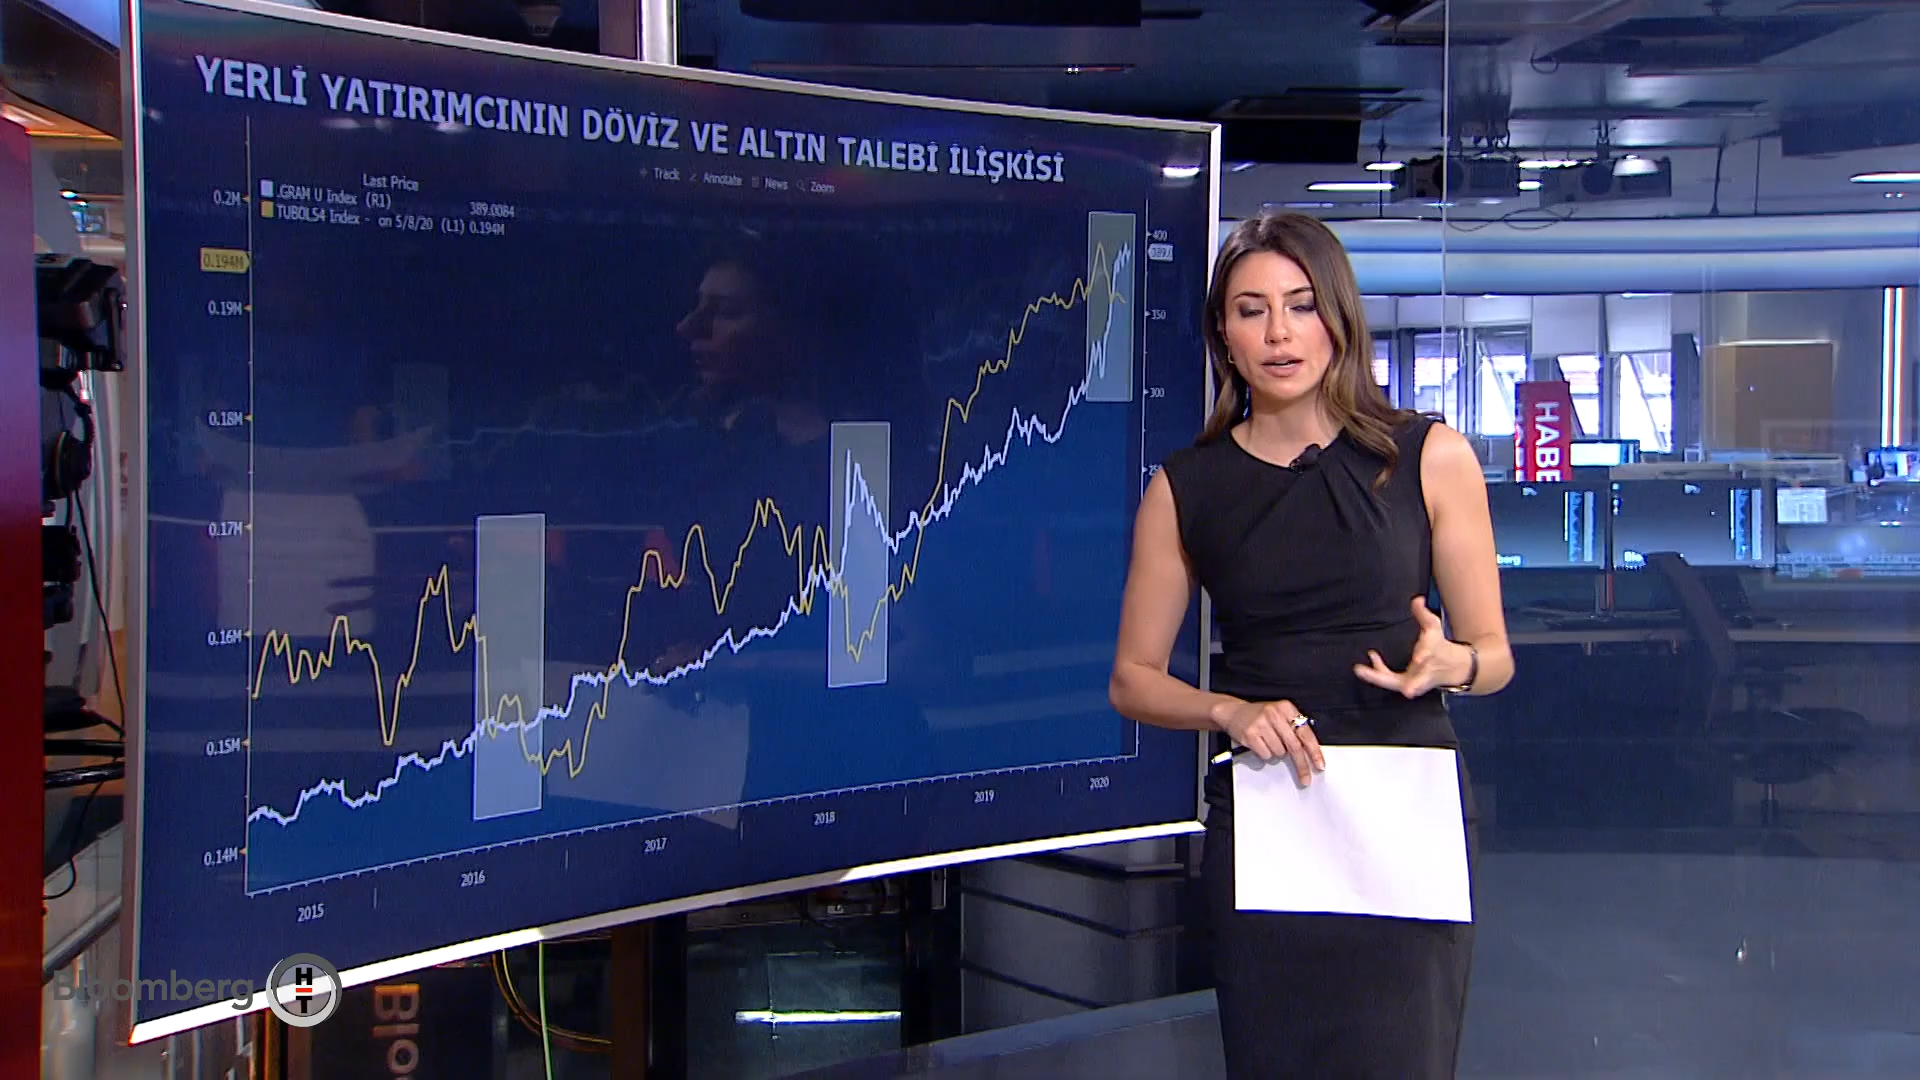 YERLİ YATIRIMCININ DÖVİZ VE ALTIN TALEBİ İLİŞKİSİ
Track Annotate News Zoom
Last Price
.GRAM U Index (R1) 389.0084
TUBOL54 Index - on 5/8/20 (L1) 0.194M
0.2M
0.194M
0.19M
0.18M
0.17M
0.16M
0.15M
0.14M
400
350
300
2015
2016
2017
2018
2019
2020
HABE
Bloomberg
HT
Blo